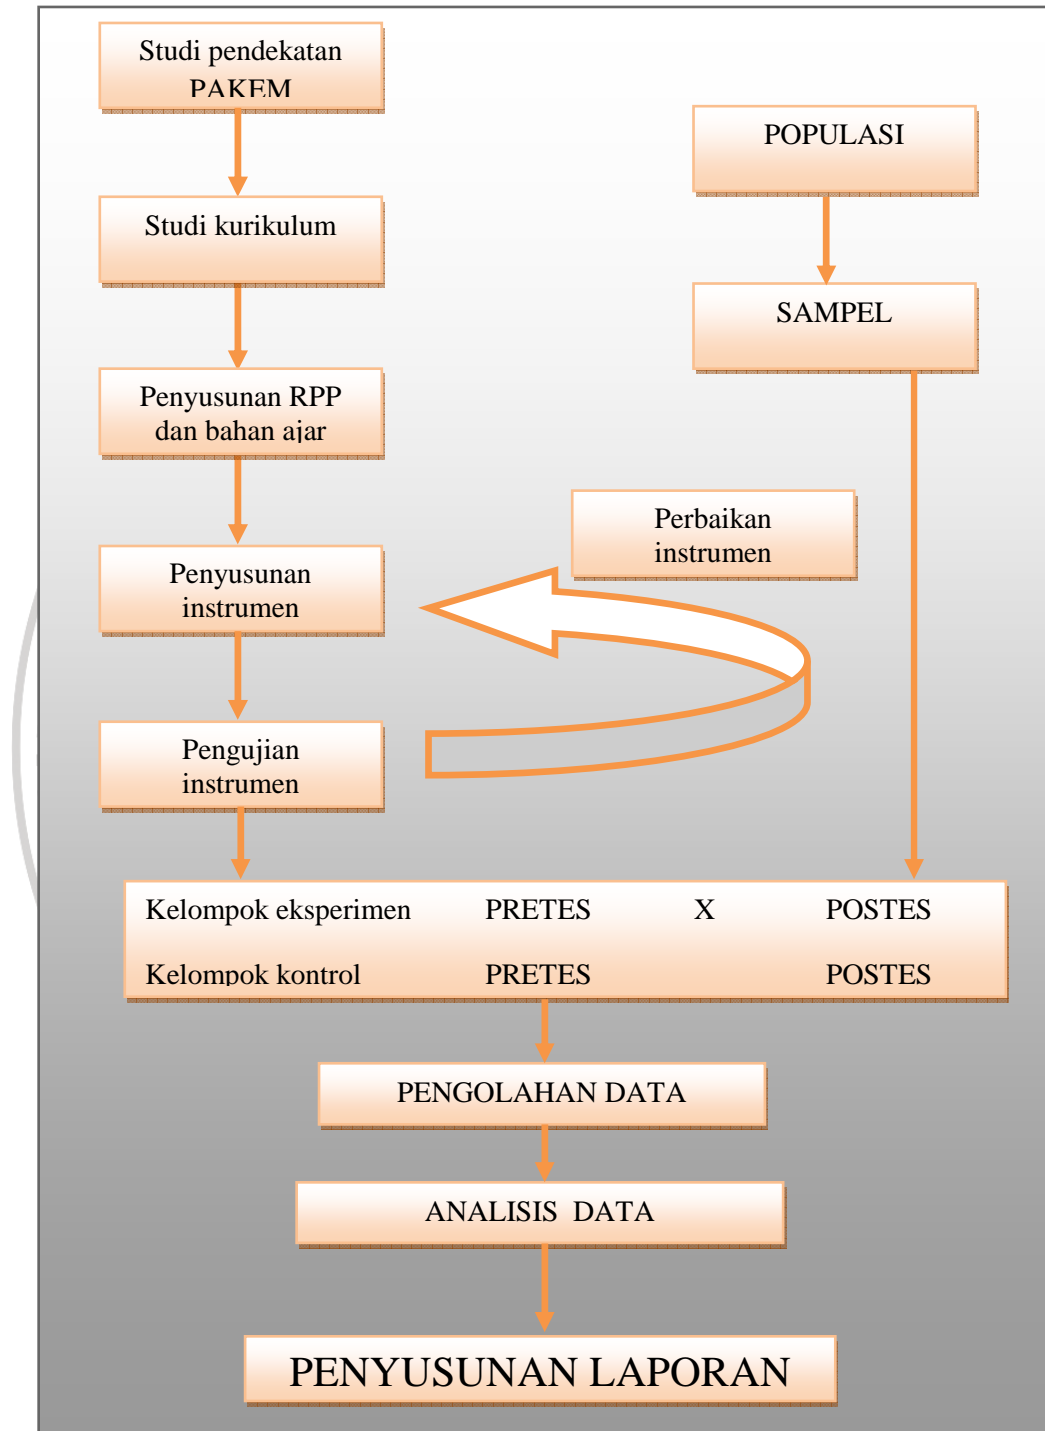 Studi pendekatan
PAKEM
POPULASI
Studi kurikulum
SAMPEL
Penyusunan RPP
dan bahan ajar
Perbaikan
instrumen
Penyusunan
instrumen
Pengujian
instrumen
Kelompok eksperimen PRETES X POSTES
Kelompok kontrol PRETES POSTES
PENGOLAHAN DATA
ANALISIS DATA
PENYUSUNAN LAPORAN